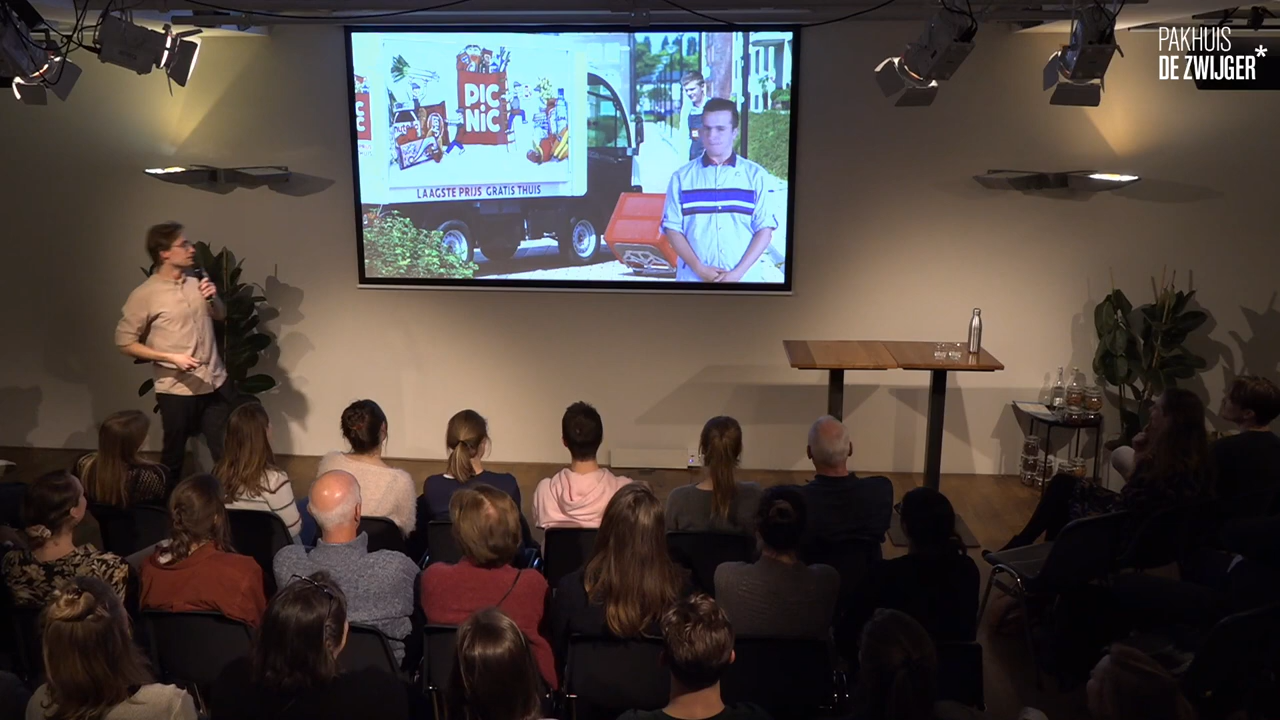 PAKHUIS
DE ZWIJGER*
PIC
NiC
LAAGSTE PRIJS GRATIS THUIS